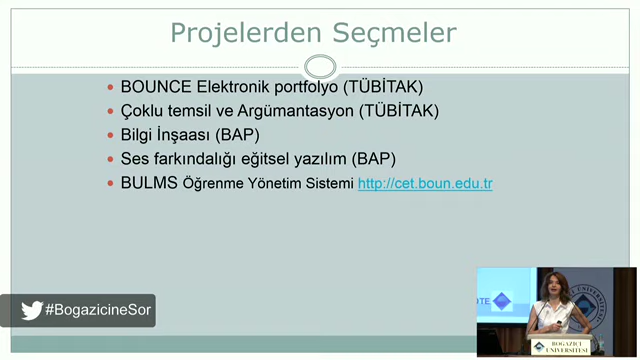 Projelerden Seçmeler
BOUNCE Elektronik portfolyo (TÜBİTAK)
Çoklu temsil ve Argümantasyon (TÜBİTAK)
Bilgi İnşaası (BAP)
Ses farkındalığı eğitsel yazılım (BAP)
BULMS Öğrenme Yönetim Sistemi http://cet.boun.edu.tr
#BogazicineSor
BOGAZİÇİ
ÜNİVERSİTESİ